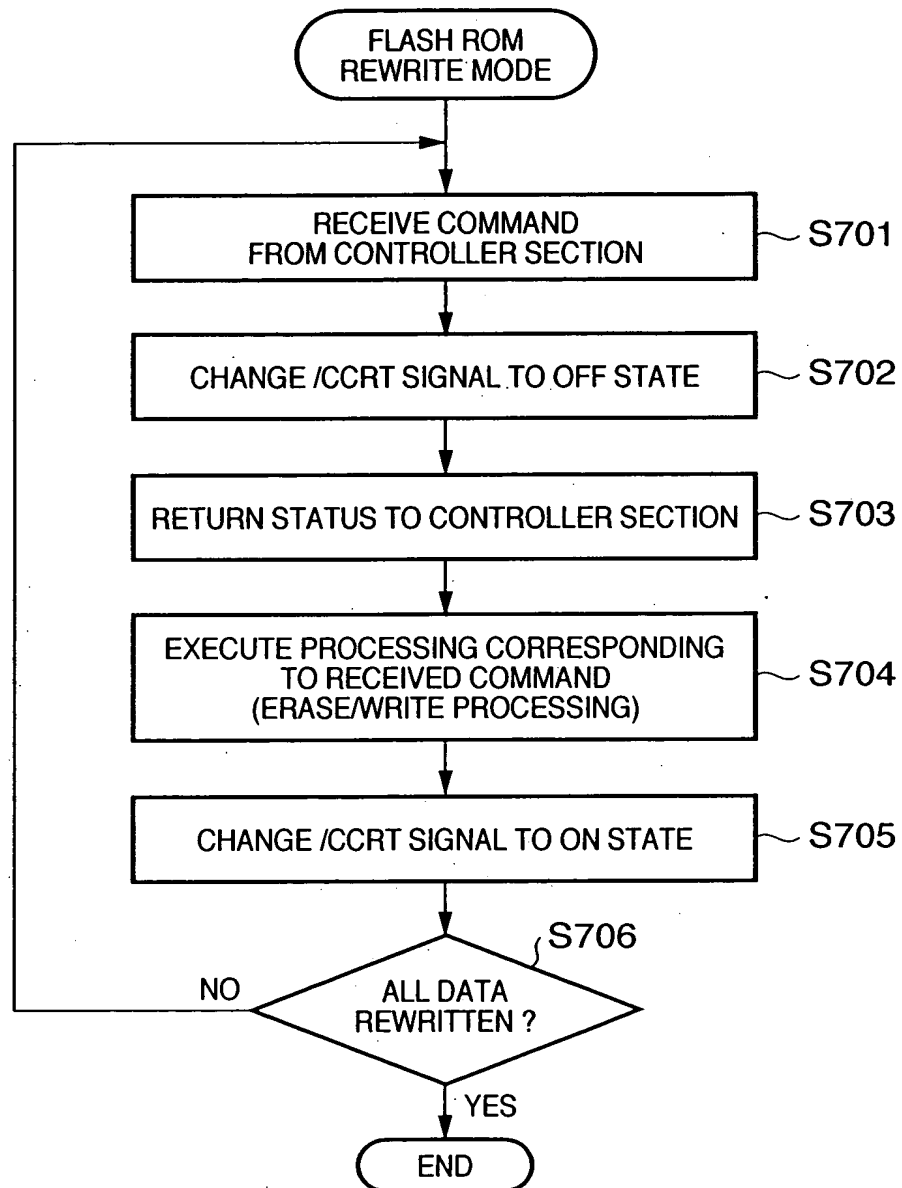 FLASH ROM
REWRITE MODE
RECEIVE COMMAND
FROM CONTROLLER SECTION
S701
CHANGE /CCRT SIGNAL TO OFF STATE
S702
RETURN STATUS TO CONTROLLER SECTION
S703
EXECUTE PROCESSING CORRESPONDING
TO RECEIVED COMMAND
(ERASE/WRITE PROCESSING)
S704
CHANGE /CCRT SIGNAL TO ON STATE
S705
S706
NO
ALL DATA
REWRITTEN ?
YES
END